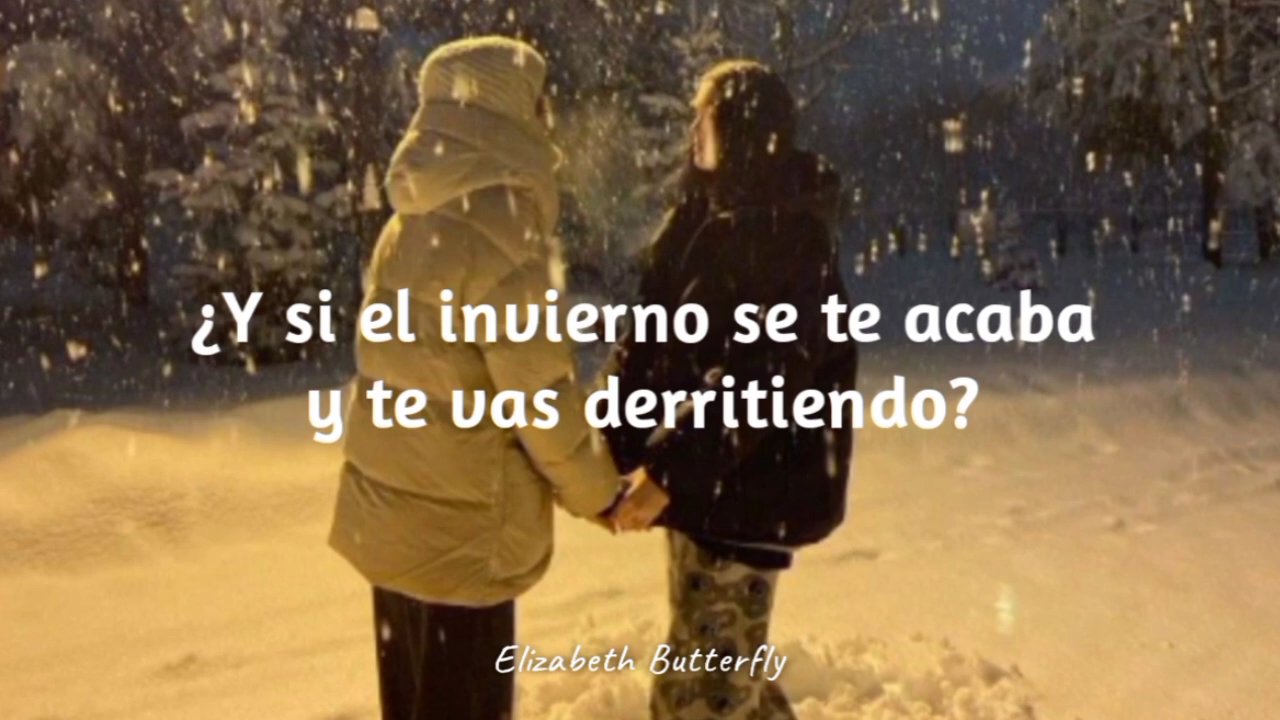 ¿Y si el invierno se te acaba
y te vas derritiendo?
Elizabeth Butterfly